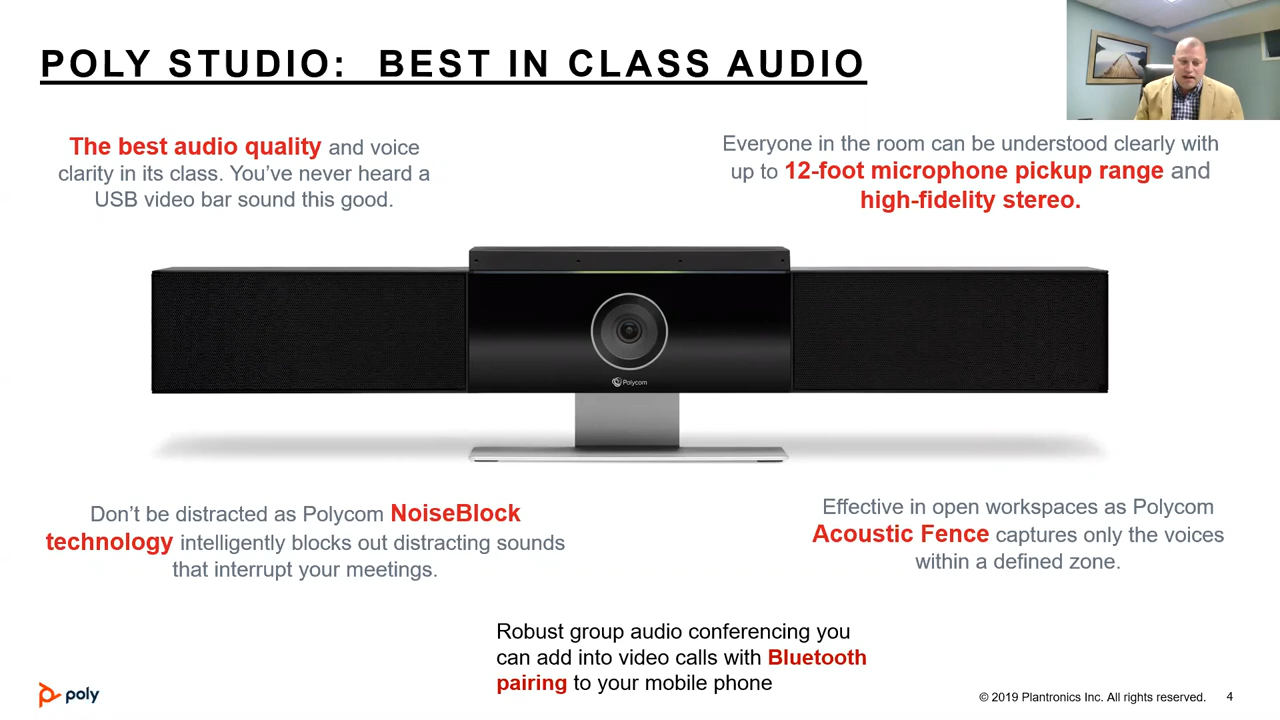 POLY STUDIO: BEST IN CLASS AUDIO
The best audio quality and voice
clarity in its class. You’ve never heard a
USB video bar sound this good.
Everyone in the room can be understood clearly with
up to 12-foot microphone pickup range and
high-fidelity stereo.
Polycom
Don’t be distracted as Polycom NoiseBlock
technology intelligently blocks out distracting sounds
that interrupt your meetings.
Effective in open workspaces as Polycom
Acoustic Fence captures only the voices
within a defined zone.
Robust group audio conferencing you
can add into video calls with Bluetooth
pairing to your mobile phone
poly
© 2019 Plantronics Inc. All rights reserved. 4